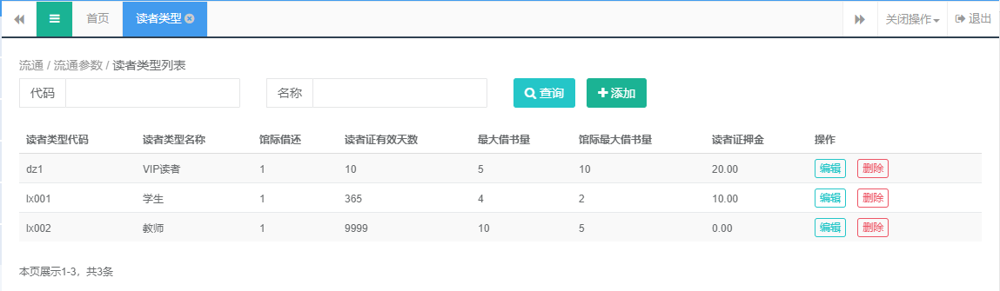 首页 读者类型 关闭操作 退出
流通 / 流通参数 / 读者类型列表
代码 名称 查询 添加
读者类型代码 读者类型名称 馆际借还 读者证有效天数 最大借书量 馆际最大借书量 读者证押金 操作
dz1 VIP读者 1 10 5 10 20.00 编辑 删除
lx001 学生 1 365 4 2 10.00 编辑 删除
lx002 教师 1 9999 10 5 0.00 编辑 删除
本页展示1-3，共3条